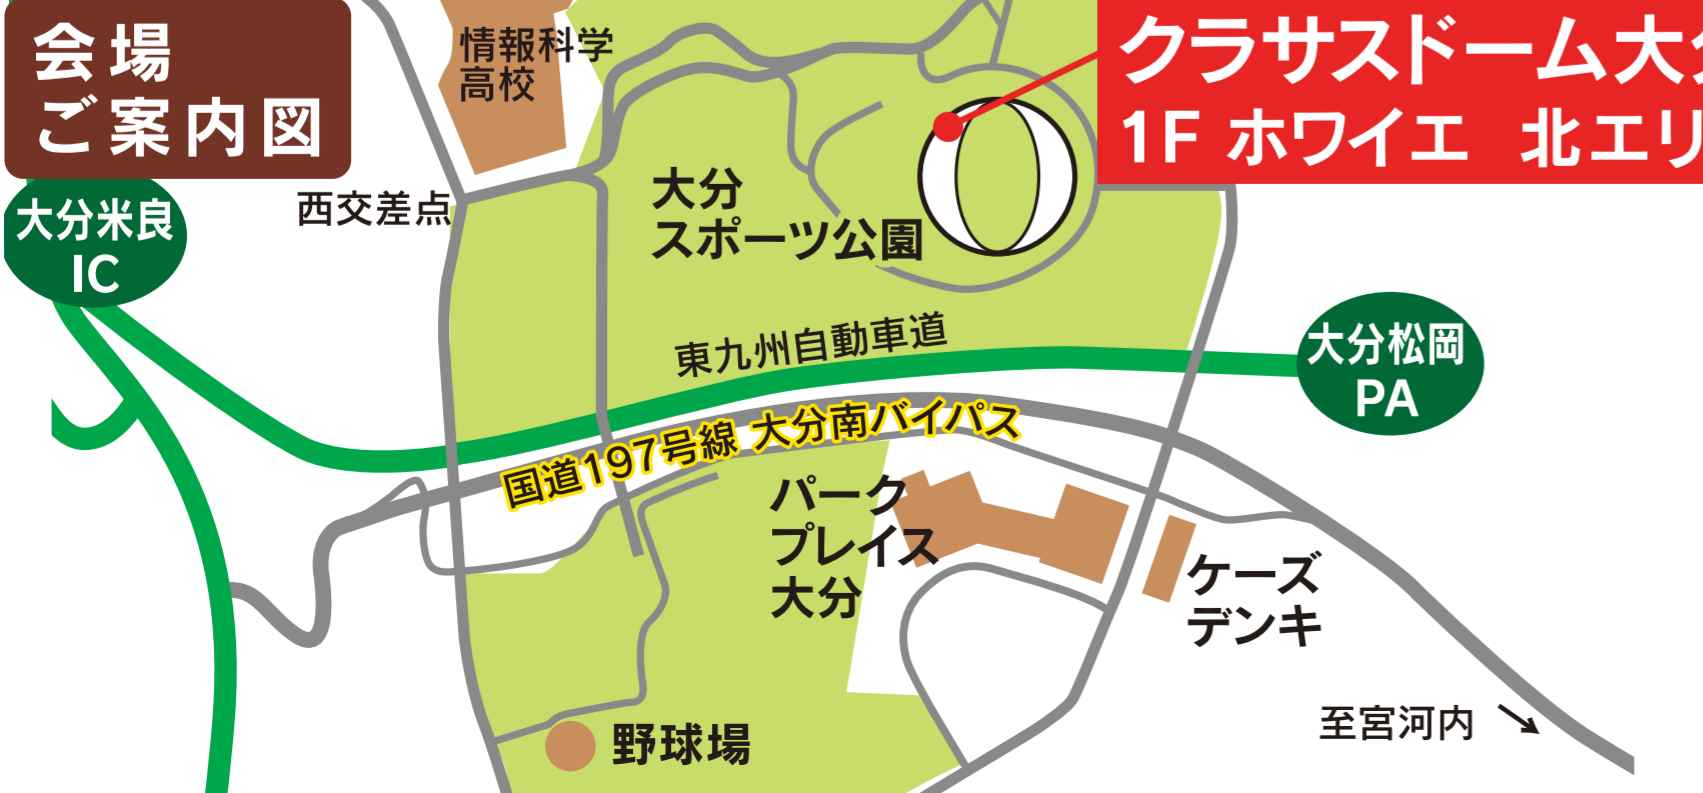 会場
ご案内図
情報科学
高校
クラサスドーム大
1F ホワイエ 北エリ
大分米良
IC
西交差点
大分
スポーツ公園
東九州自動車道
大分松岡
PA
国道197号線 大分南バイパス
パーク
プレイス
大分
ケーズ
デンキ
野球場
至宮河内